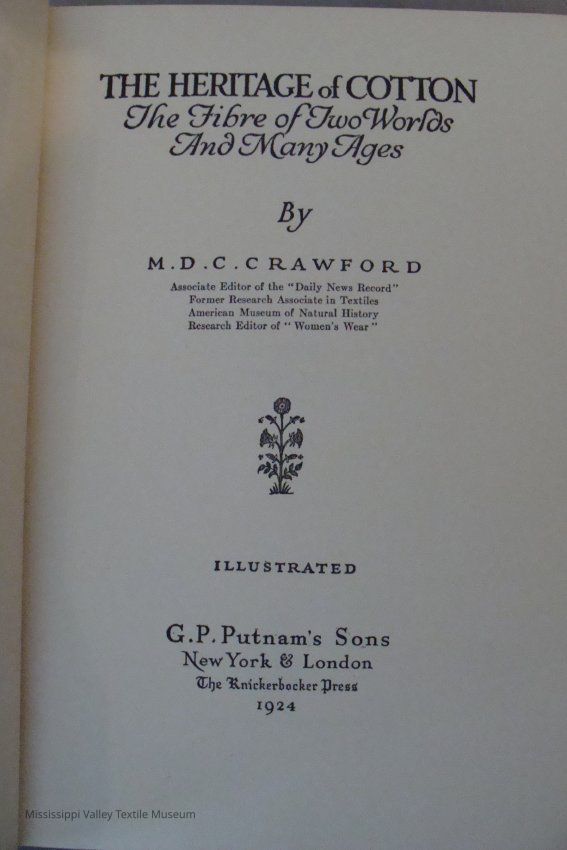 THE HERITAGE of COTTON
The Fibre of Two Worlds
And Many Ages
By
M. D. C. CRAWFORD
Associate Editor of the "Daily News Record"
Former Research Associate in Textiles
American Museum of Natural History
Research Editor of "Women's Wear"
ILLUSTRATED
G. P. Putnam's Sons
New York & London
The Knickerbocker Press
1924
Mississippi Valley Textile Museum